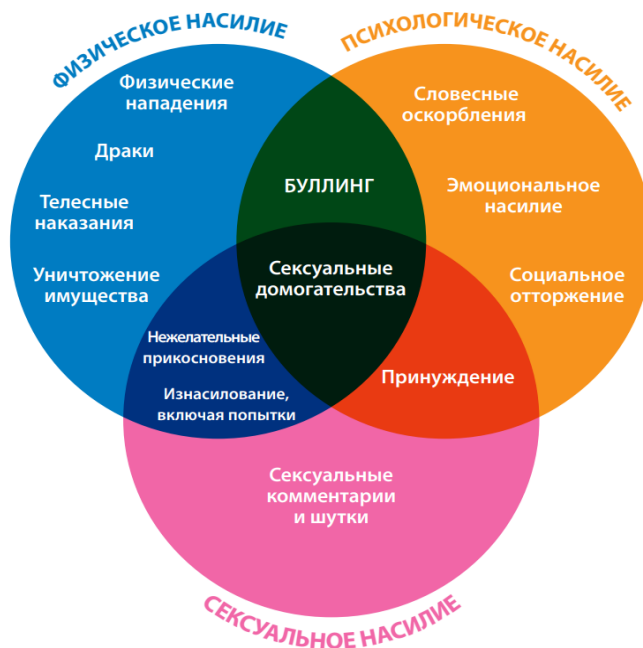 ФИЗИЧЕСКОЕ НАСИЛИЕ
ПСИХОЛОГИЧЕСКОЕ НАСИЛИЕ
Физические
нападения
Драки
Телесные
наказания
Уничтожение
имущества
БУЛЛИНГ
Словесные
оскорбления
Эмоциональное
насилие
Социальное
отторжение
Сексуальные
домогательства
Нежелательные
прикосновения
Изнасилование,
включая попытки
Принуждение
Сексуальные
комментарии
и шутки
СЕКСУАЛЬНОЕ НАСИЛИЕ